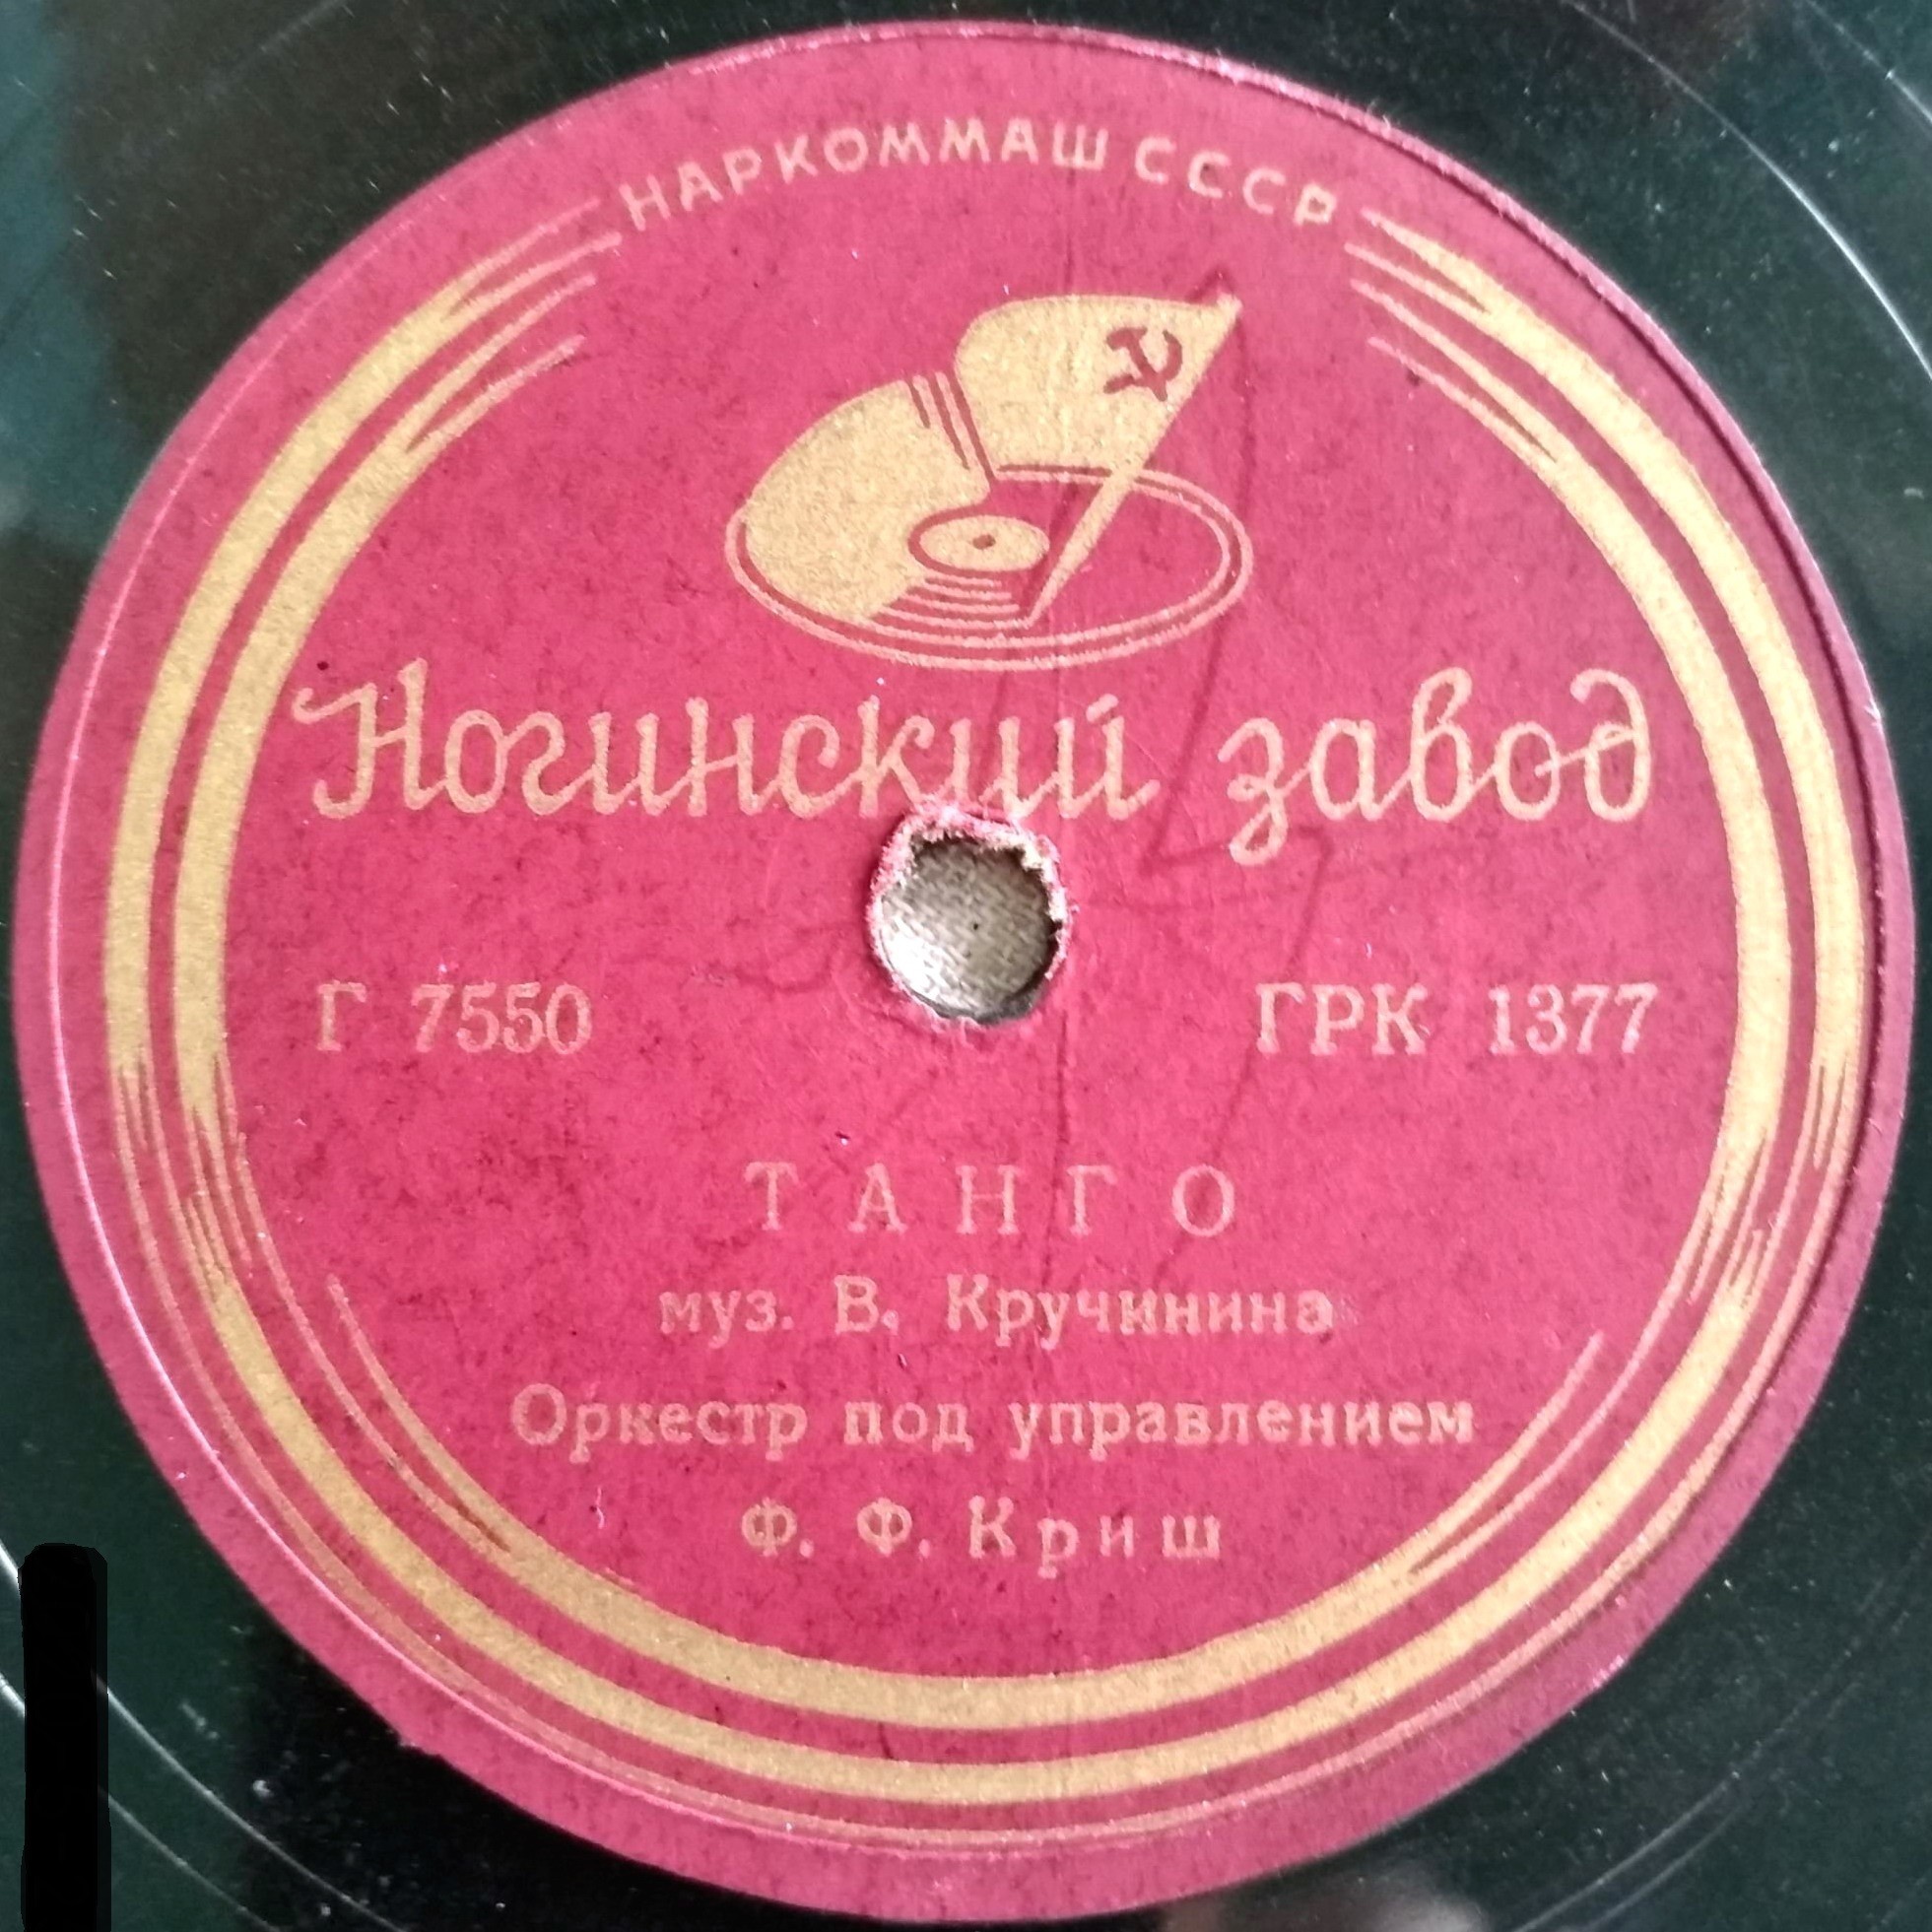 НАРКОММАШ СССР
Ногинский завод
Г 7550 ГРК 1377
ТАНГО
муз. В. Кручинина
Оркестр под управлением
Ф. Ф. Криш